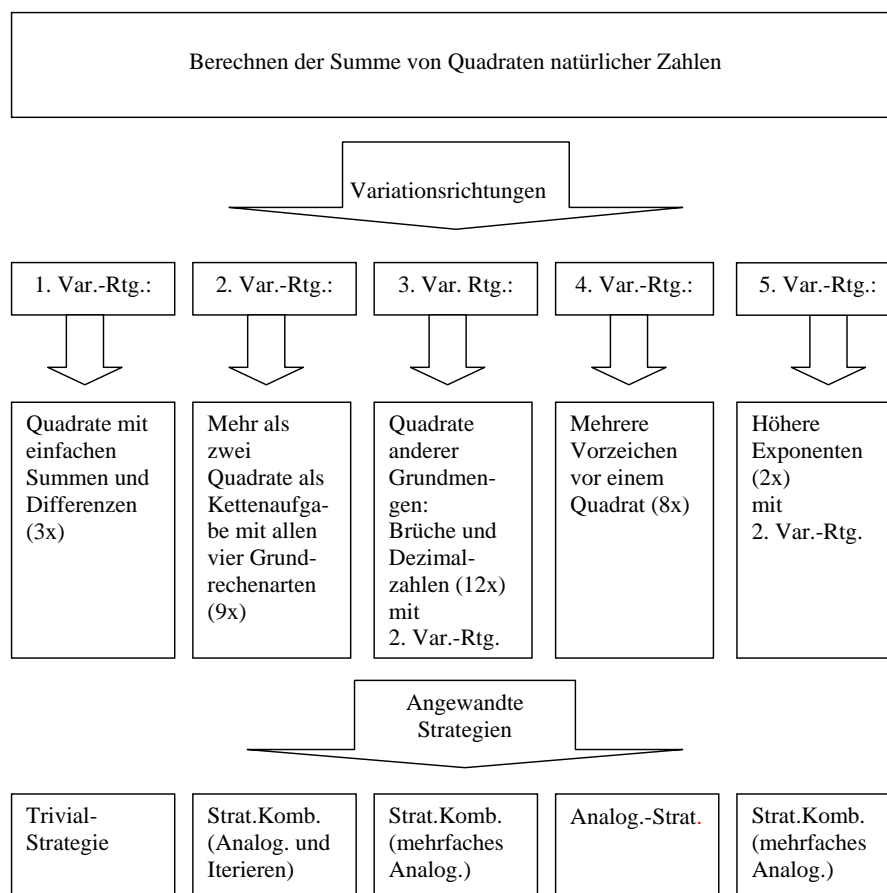 Berechnen der Summe von Quadraten natürlicher Zahlen
Variationsrichtungen
1. Var.-Rtg.:
2. Var.-Rtg.:
3. Var. Rtg.:
4. Var.-Rtg.:
5. Var.-Rtg.:
Quadrate mit
einfachen
Summen und
Differenzen
(3x)
Mehr als
zwei
Quadrate als
Kettenaufga-
be mit allen
vier Grund-
rechenarten
(9x)
Quadrate
anderer
Grundmen-
gen:
Brüche und
Dezimal-
zahlen (12x)
mit
2. Var.-Rtg.
Mehrere
Vorzeichen
vor einem
Quadrat (8x)
Höhere
Exponenten
(2x)
mit
2. Var.-Rtg.
Angewandte
Strategien
Trivial-
Strategie
Strat.Komb.
(Analog. und
Iterieren)
Strat.Komb.
(mehrfaches
Analog.)
Analog.-Strat.
Strat.Komb.
(mehrfaches
Analog.)